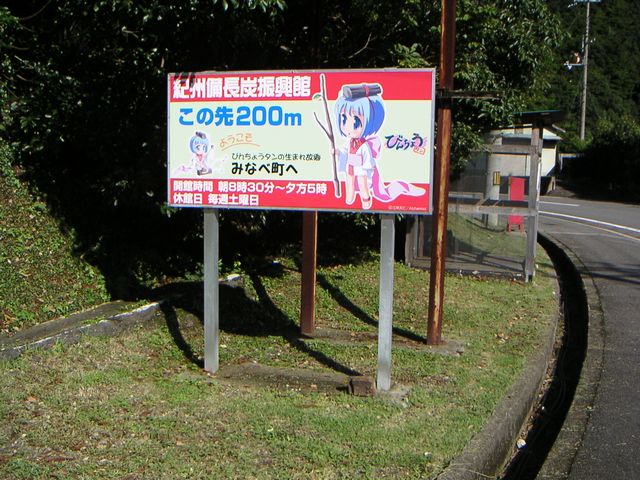 紀州備長炭振興館
この先200m
ようこそ
びんちょうタンの生まれ故郷
みなべ町へ
びんちょうタン
開館時間 朝8時30分〜夕方5時
休館日 毎週土曜日